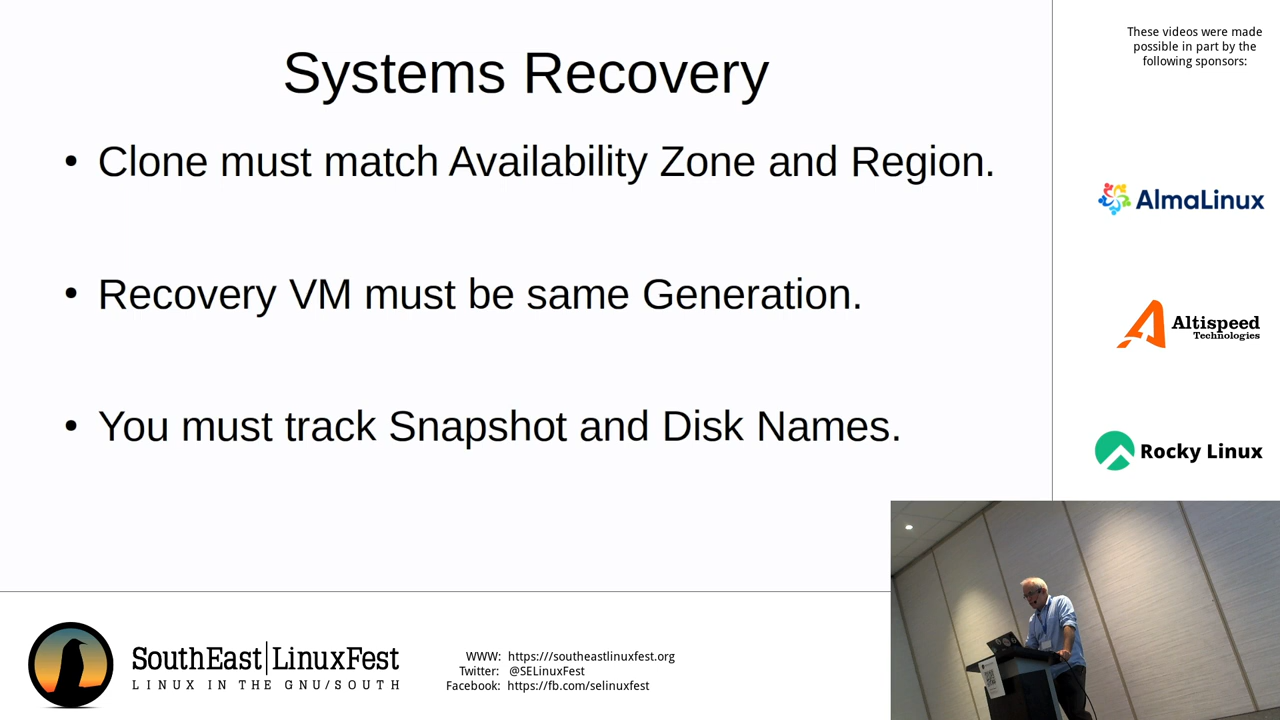 Systems Recovery
• Clone must match Availability Zone and Region.
• Recovery VM must be same Generation.
• You must track Snapshot and Disk Names.
These videos were made
possible in part by the
following sponsors:
AlmaLinux
Altispeed
Technologies
Rocky Linux
SouthEast|LinuxFest
LINUX IN THE GNU/SOUTH
WWW: https:///southeastlinuxfest.org
Twitter: @SELinuxFest
Facebook: https://fb.com/selinuxfest